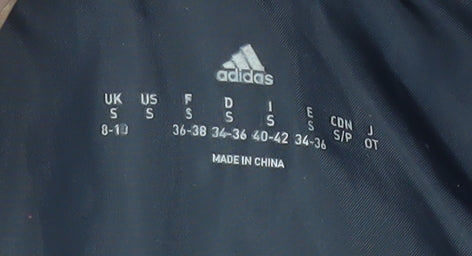 adidas
UK US F D I E CDN J
S S S S S S S/P OT
8-10 36-38 34-36 40-42 34-36
MADE IN CHINA